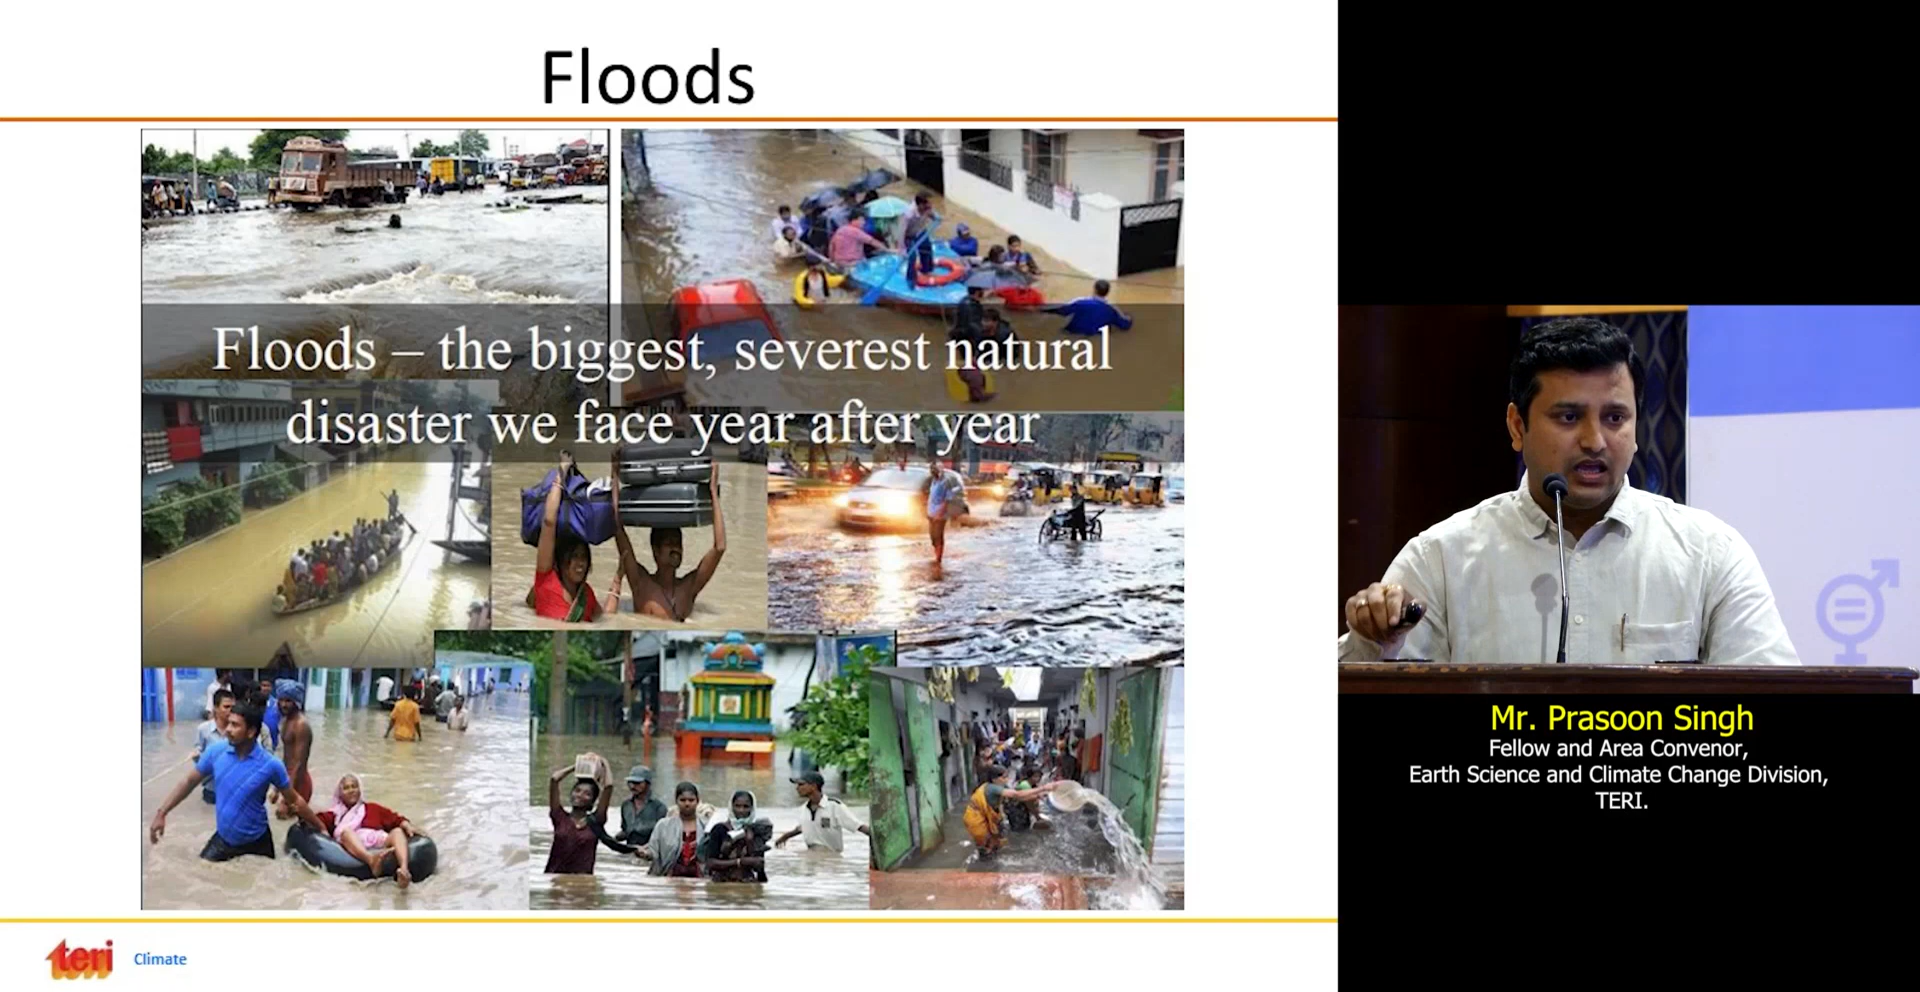 Floods
Floods – the biggest, severest natural
disaster we face year after year
teri
Climate
Mr. Prasoon Singh
Fellow and Area Convenor,
Earth Science and Climate Change Division,
TERI.